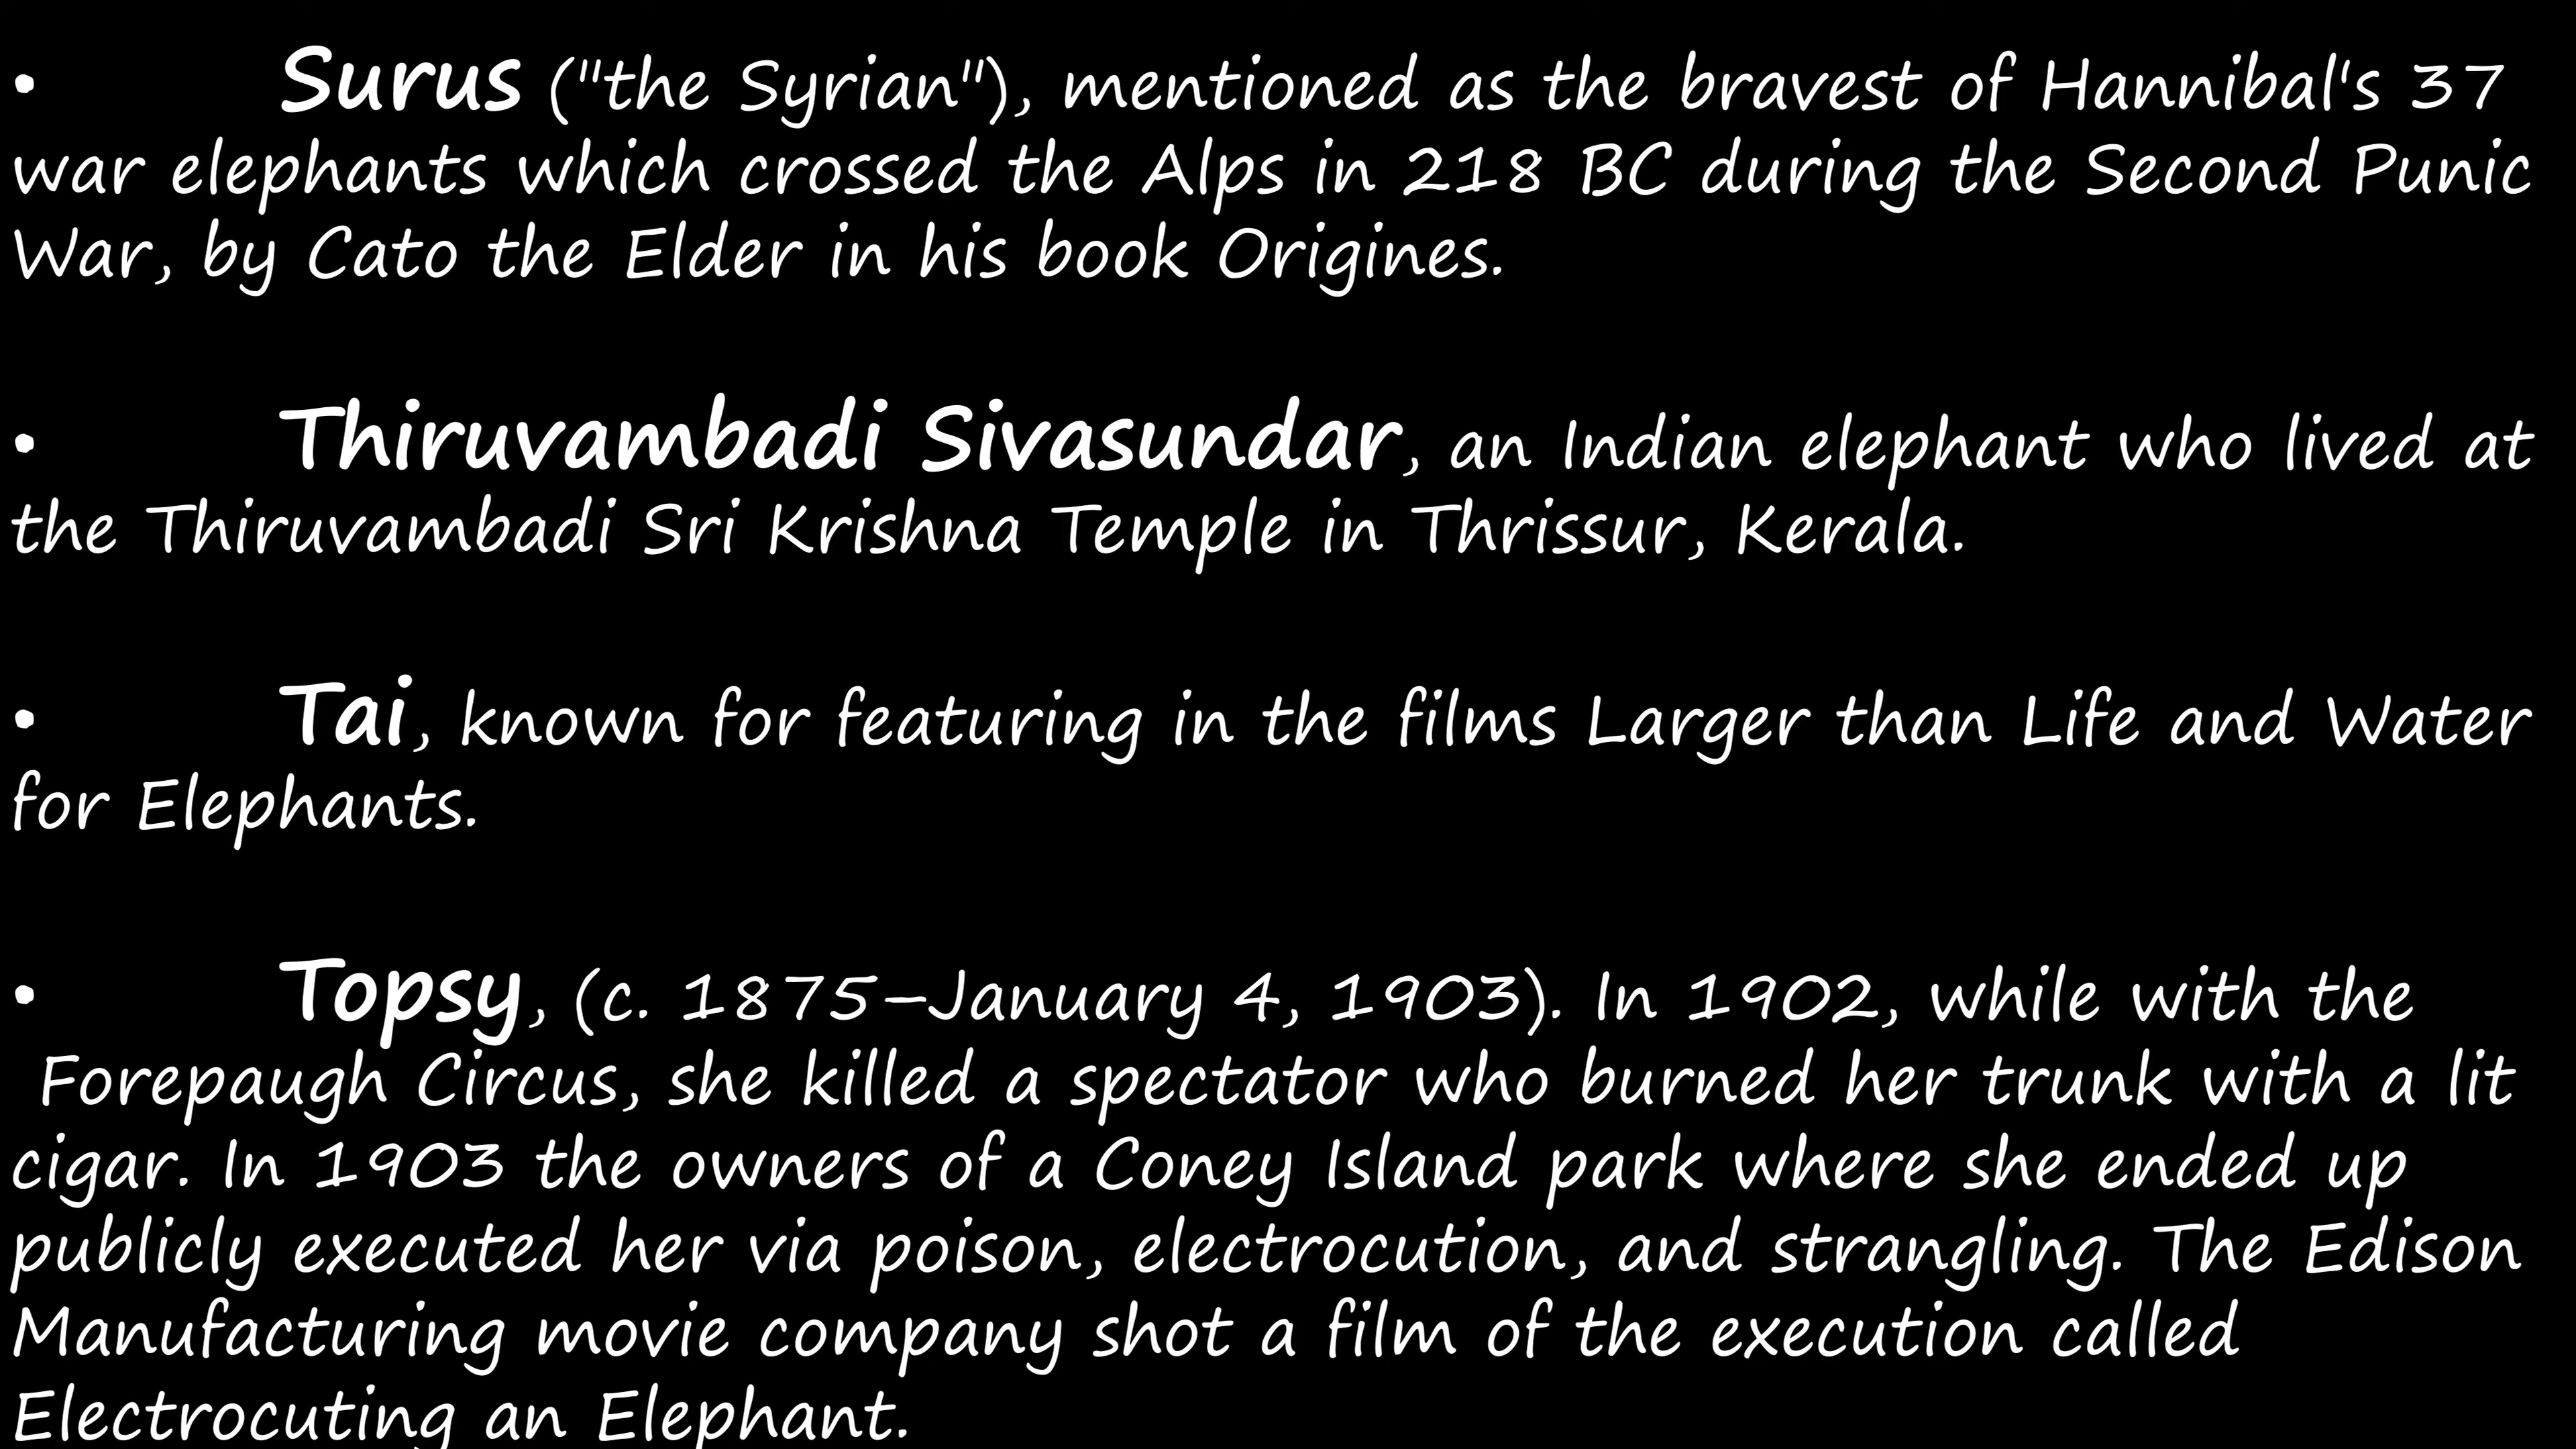 • Surus ("the Syrian"), mentioned as the bravest of Hannibal's 37
war elephants which crossed the Alps in 218 BC during the Second Punic
War, by Cato the Elder in his book Origines.
• Thiruvambadi Sivasundar, an Indian elephant who lived at
the Thiruvambadi Sri Krishna Temple in Thrissur, Kerala.
• Tai, known for featuring in the films Larger than Life and Water
for Elephants.
• Topsy, (c. 1875–January 4, 1903). In 1902, while with the
Forepaugh Circus, she killed a spectator who burned her trunk with a lit
cigar. In 1903 the owners of a Coney Island park where she ended up
publicly executed her via poison, electrocution, and strangling. The Edison
Manufacturing movie company shot a film of the execution called
Electrocuting an Elephant.